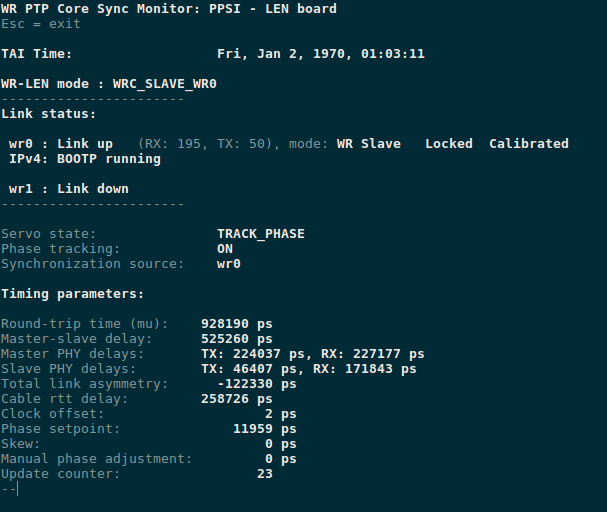 WR PTP Core Sync Monitor: PPSI - LEN board
Esc = exit
TAI Time: Fri, Jan 2, 1970, 01:03:11
WR-LEN mode : WRC_SLAVE_WR0
-----------------------
Link status:
wr0 : Link up (RX: 195, TX: 50), mode: WR Slave Locked Calibrated
IPv4: BOOTP running
wr1 : Link down
-----------------------
Servo state: TRACK_PHASE
Phase tracking: ON
Synchronization source: wr0
Timing parameters:
Round-trip time (mu): 928190 ps
Master-slave delay: 525260 ps
Master PHY delays: TX: 224037 ps, RX: 227177 ps
Slave PHY delays: TX: 46407 ps, RX: 171843 ps
Total link asymmetry: -122330 ps
Cable rtt delay: 258726 ps
Clock offset: 2 ps
Phase setpoint: 11959 ps
Skew: 0 ps
Manual phase adjustment: 0 ps
Update counter: 23
--